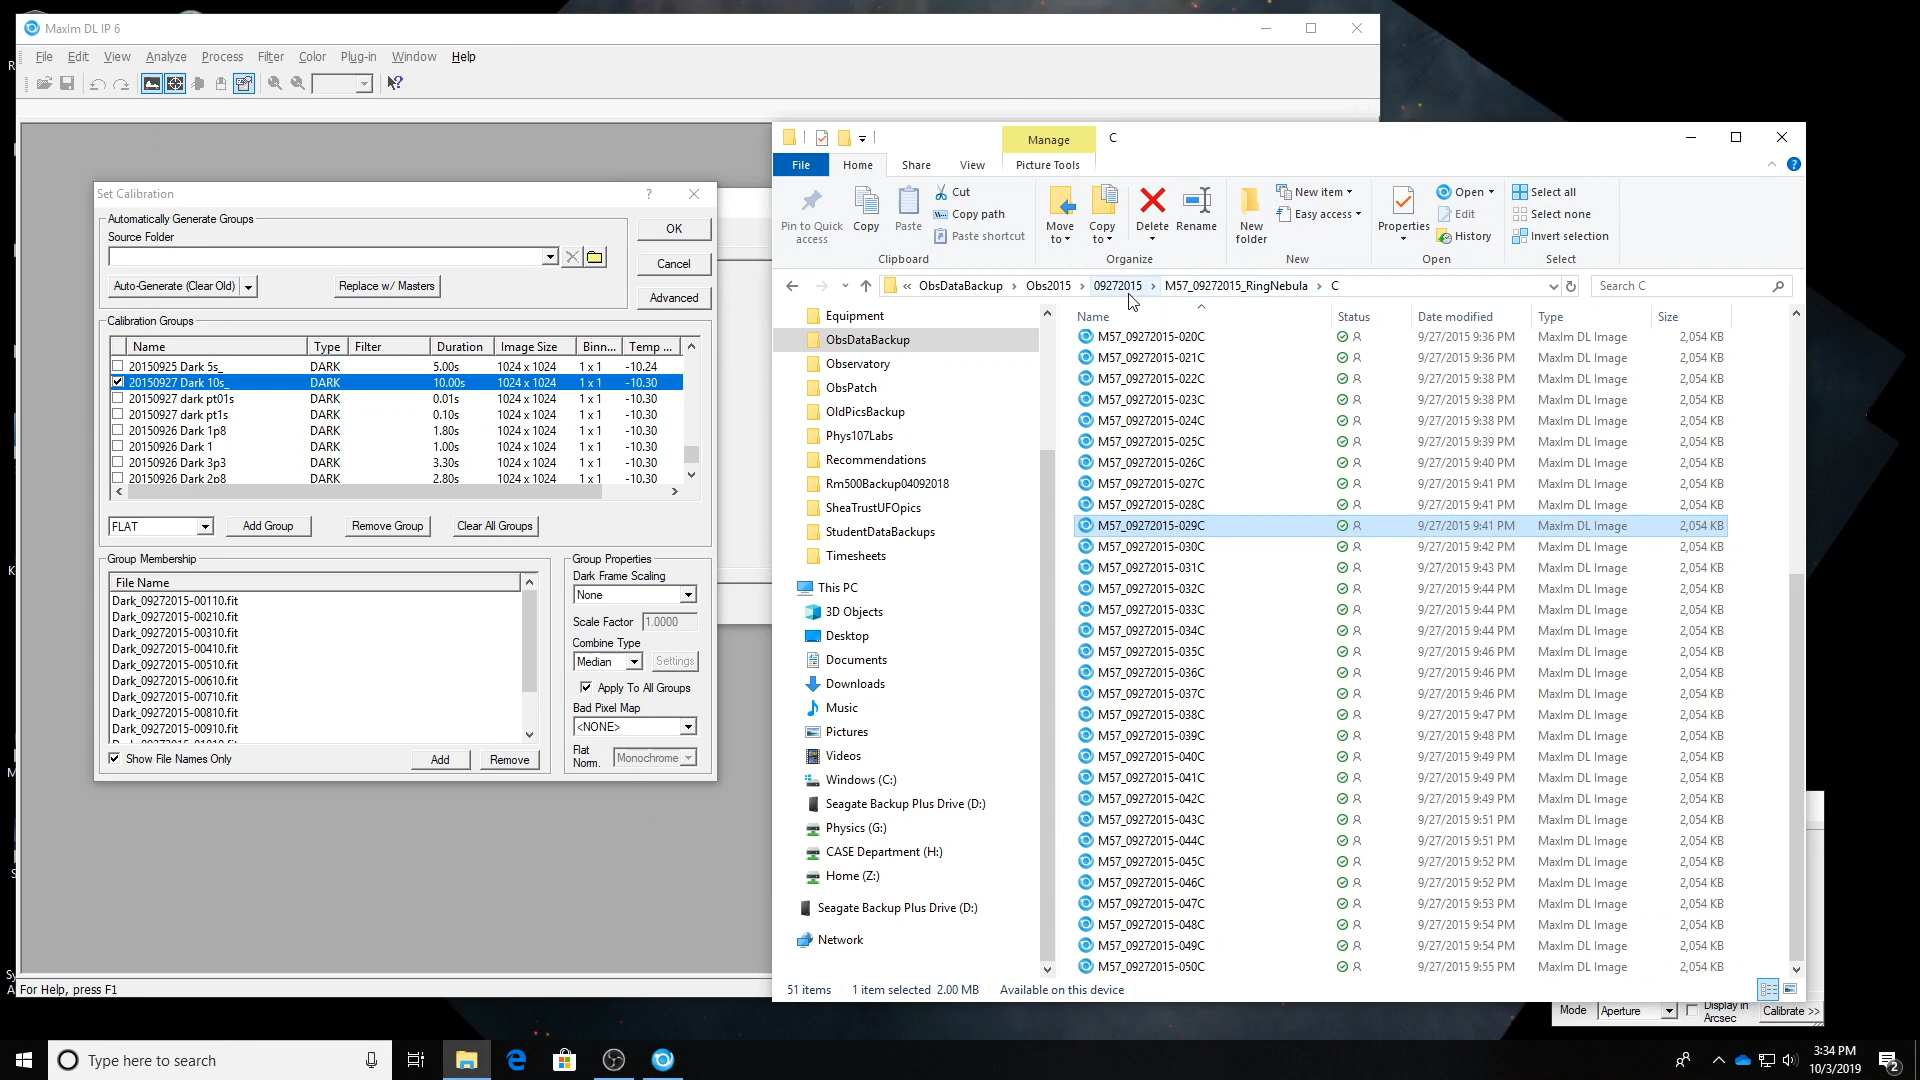 MaxIm DL IP 6
File Edit View Analyze Process Filter Color Plug-in Window Help
Set Calibration
Automatically Generate Groups
Source Folder
OK
Cancel
Auto-Generate (Clear Old)
Replace w/ Masters
Advanced
Calibration Groups
Name Type Filter Duration Image Size Binn... Temp ...
20150925 Dark 5s_ DARK 5.00s 1024 x 1024 1 x 1 -10.24
20150927 Dark 10s_ DARK 10.00s 1024 x 1024 1 x 1 -10.30
20150927 dark pt01s DARK 0.01s 1024 x 1024 1 x 1 -10.30
20150927 dark pt1s DARK 0.10s 1024 x 1024 1 x 1 -10.30
20150926 Dark 1p8 DARK 1.80s 1024 x 1024 1 x 1 -10.30
20150926 Dark 1 DARK 1.00s 1024 x 1024 1 x 1 -10.30
20150926 Dark 3p3 DARK 3.30s 1024 x 1024 1 x 1 -10.30
20150926 Dark 2p8 DARK 2.80s 1024 x 1024 1 x 1 -10.30
FLAT Add Group Remove Group Clear All Groups
Group Membership
File Name
Dark_09272015-00110.fit
Dark_09272015-00210.fit
Dark_09272015-00310.fit
Dark_09272015-00410.fit
Dark_09272015-00510.fit
Dark_09272015-00610.fit
Dark_09272015-00710.fit
Dark_09272015-00810.fit
Dark_09272015-00910.fit
Show File Names Only Add Remove
Group Properties
Dark Frame Scaling
None
Scale Factor 1.0000
Combine Type
Median Settings
Apply To All Groups
Bad Pixel Map
<NONE>
Flat
Norm. Monochrome
For Help, press F1
Manage C
File Home Share View Picture Tools
Pin to Quick
access
Copy Paste
Cut
Copy path
Paste shortcut
Clipboard
Move
to
Copy
to
Delete Rename
Organize
New
folder
New item
Easy access
New
Properties
Open
Edit
History
Open
Select all
Select none
Invert selection
Select
« ObsDataBackup > Obs2015 > 09272015 > M57_09272015_RingNebula > C
Search C
Equipment
ObsDataBackup
Observatory
ObsPatch
OldPicsBackup
Phys107Labs
Recommendations
Rm500Backup04092018
SheaTrustUFOpics
StudentDataBackups
Timesheets
This PC
3D Objects
Desktop
Documents
Downloads
Music
Pictures
Videos
Windows (C:)
Seagate Backup Plus Drive (D:)
Physics (G:)
CASE Department (H:)
Home (Z:)
Seagate Backup Plus Drive (D:)
Network
Name Status Date modified Type Size
M57_09272015-020C 9/27/2015 9:36 PM MaxIm DL Image 2,054 KB
M57_09272015-021C 9/27/2015 9:36 PM MaxIm DL Image 2,054 KB
M57_09272015-022C 9/27/2015 9:38 PM MaxIm DL Image 2,054 KB
M57_09272015-023C 9/27/2015 9:38 PM MaxIm DL Image 2,054 KB
M57_09272015-024C 9/27/2015 9:38 PM MaxIm DL Image 2,054 KB
M57_09272015-025C 9/27/2015 9:39 PM MaxIm DL Image 2,054 KB
M57_09272015-026C 9/27/2015 9:40 PM MaxIm DL Image 2,054 KB
M57_09272015-027C 9/27/2015 9:41 PM MaxIm DL Image 2,054 KB
M57_09272015-028C 9/27/2015 9:41 PM MaxIm DL Image 2,054 KB
M57_09272015-029C 9/27/2015 9:41 PM MaxIm DL Image 2,054 KB
M57_09272015-030C 9/27/2015 9:42 PM MaxIm DL Image 2,054 KB
M57_09272015-031C 9/27/2015 9:43 PM MaxIm DL Image 2,054 KB
M57_09272015-032C 9/27/2015 9:44 PM MaxIm DL Image 2,054 KB
M57_09272015-033C 9/27/2015 9:44 PM MaxIm DL Image 2,054 KB
M57_09272015-034C 9/27/2015 9:44 PM MaxIm DL Image 2,054 KB
M57_09272015-035C 9/27/2015 9:46 PM MaxIm DL Image 2,054 KB
M57_09272015-036C 9/27/2015 9:46 PM MaxIm DL Image 2,054 KB
M57_09272015-037C 9/27/2015 9:46 PM MaxIm DL Image 2,054 KB
M57_09272015-038C 9/27/2015 9:47 PM MaxIm DL Image 2,054 KB
M57_09272015-039C 9/27/2015 9:48 PM MaxIm DL Image 2,054 KB
M57_09272015-040C 9/27/2015 9:49 PM MaxIm DL Image 2,054 KB
M57_09272015-041C 9/27/2015 9:49 PM MaxIm DL Image 2,054 KB
M57_09272015-042C 9/27/2015 9:49 PM MaxIm DL Image 2,054 KB
M57_09272015-043C 9/27/2015 9:51 PM MaxIm DL Image 2,054 KB
M57_09272015-044C 9/27/2015 9:51 PM MaxIm DL Image 2,054 KB
M57_09272015-045C 9/27/2015 9:52 PM MaxIm DL Image 2,054 KB
M57_09272015-046C 9/27/2015 9:52 PM MaxIm DL Image 2,054 KB
M57_09272015-047C 9/27/2015 9:53 PM MaxIm DL Image 2,054 KB
M57_09272015-048C 9/27/2015 9:54 PM MaxIm DL Image 2,054 KB
M57_09272015-049C 9/27/2015 9:54 PM MaxIm DL Image 2,054 KB
M57_09272015-050C 9/27/2015 9:55 PM MaxIm DL Image 2,054 KB
51 items 1 item selected 2.00 MB Available on this device
Mode Aperture Display in
Arcsec Calibrate >>
Type here to search
3:34 PM
10/3/2019
2